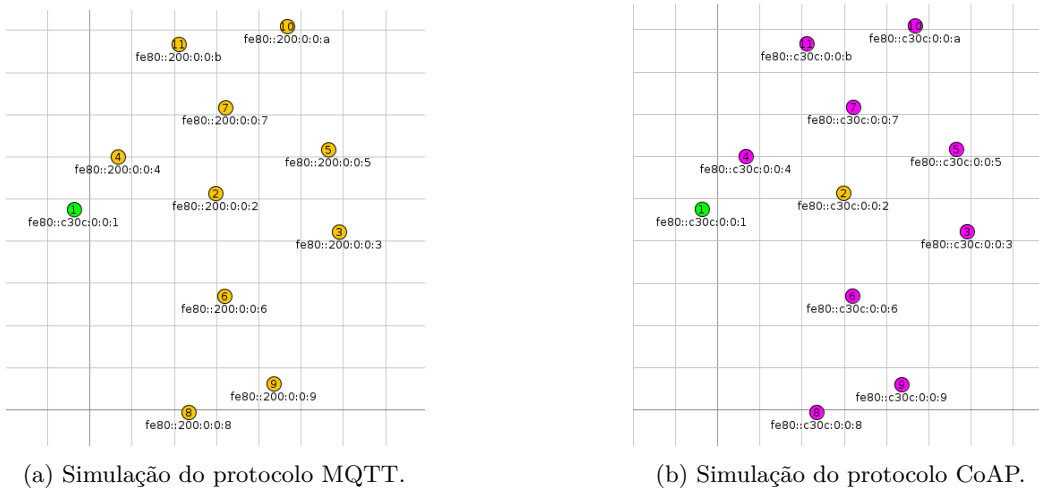 10
fe80::200:0:0:a
11
fe80::200:0:0:b
7
fe80::200:0:0:7
5
fe80::200:0:0:5
4
fe80::200:0:0:4
2
fe80::200:0:0:2
1
fe80::c30c:0:0:1
3
fe80::200:0:0:3
6
fe80::200:0:0:6
9
fe80::200:0:0:9
8
fe80::200:0:0:8
(a) Simulação do protocolo MQTT.
10
fe80::c30c:0:0:a
11
fe80::c30c:0:0:b
7
fe80::c30c:0:0:7
5
fe80::c30c:0:0:5
4
fe80::c30c:0:0:4
2
fe80::c30c:0:0:2
1
fe80::c30c:0:0:1
3
fe80::c30c:0:0:3
6
fe80::c30c:0:0:6
9
fe80::c30c:0:0:9
8
fe80::c30c:0:0:8
(b) Simulação do protocolo CoAP.